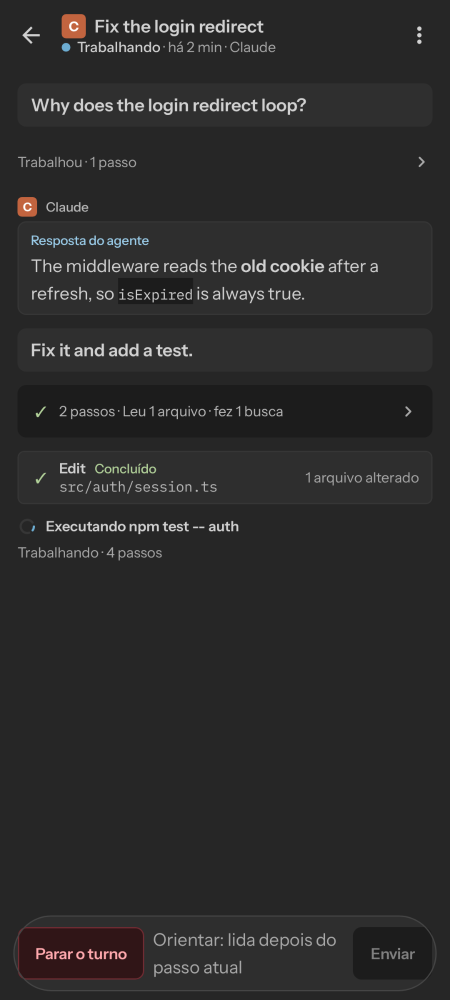 C Fix the login redirect
Trabalhando · há 2 min · Claude
Why does the login redirect loop?
Trabalhou · 1 passo
C Claude
Resposta do agente
The middleware reads the old cookie after a
refresh, so isExpired is always true.
Fix it and add a test.
✓ 2 passos · Leu 1 arquivo · fez 1 busca
✓ Edit Concluído
src/auth/session.ts
1 arquivo alterado
Executando npm test -- auth
Trabalhando · 4 passos
Parar o turno
Orientar: lida depois do
passo atual
Enviar